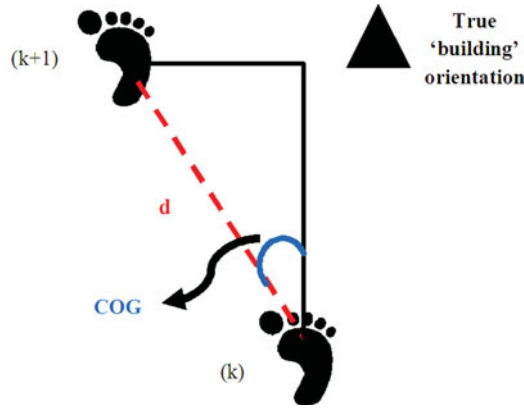 True
‘building’
orientation
(k+1)
d
COG
(k)